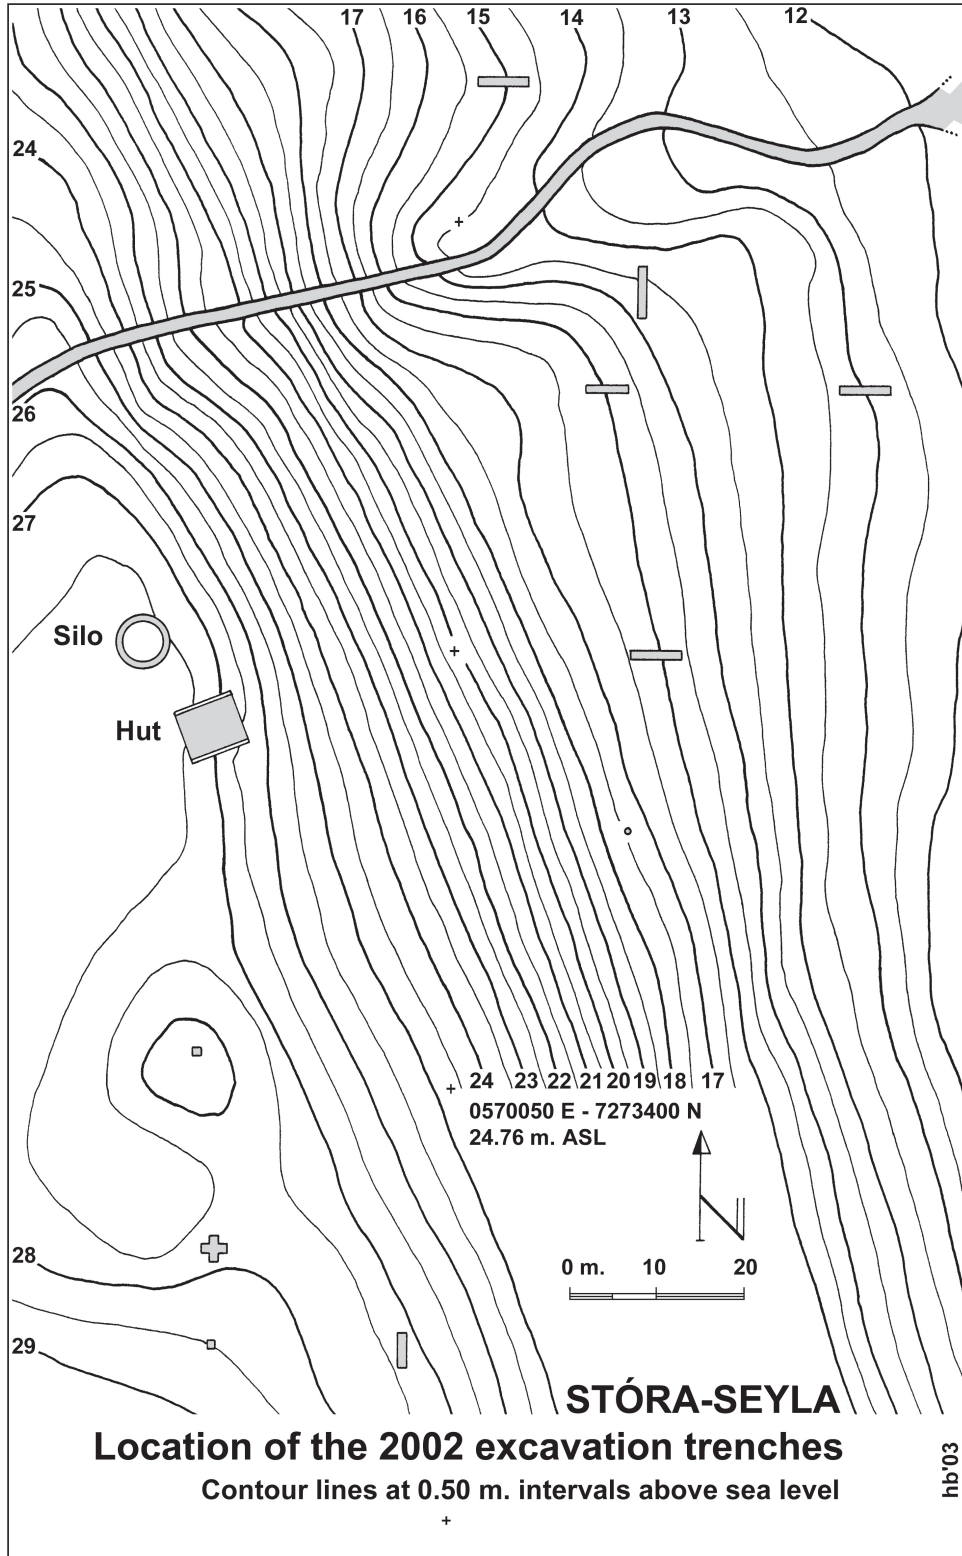 17 16 15 14 13 12
24
25
26
27
Silo
Hut
24 23 22 21 20 19 18 17
0570050 E - 7273400 N
24.76 m. ASL
N
28
0 m. 10 20
29
STÓRA-SEYLA
Location of the 2002 excavation trenches
Contour lines at 0.50 m. intervals above sea level
hb'03